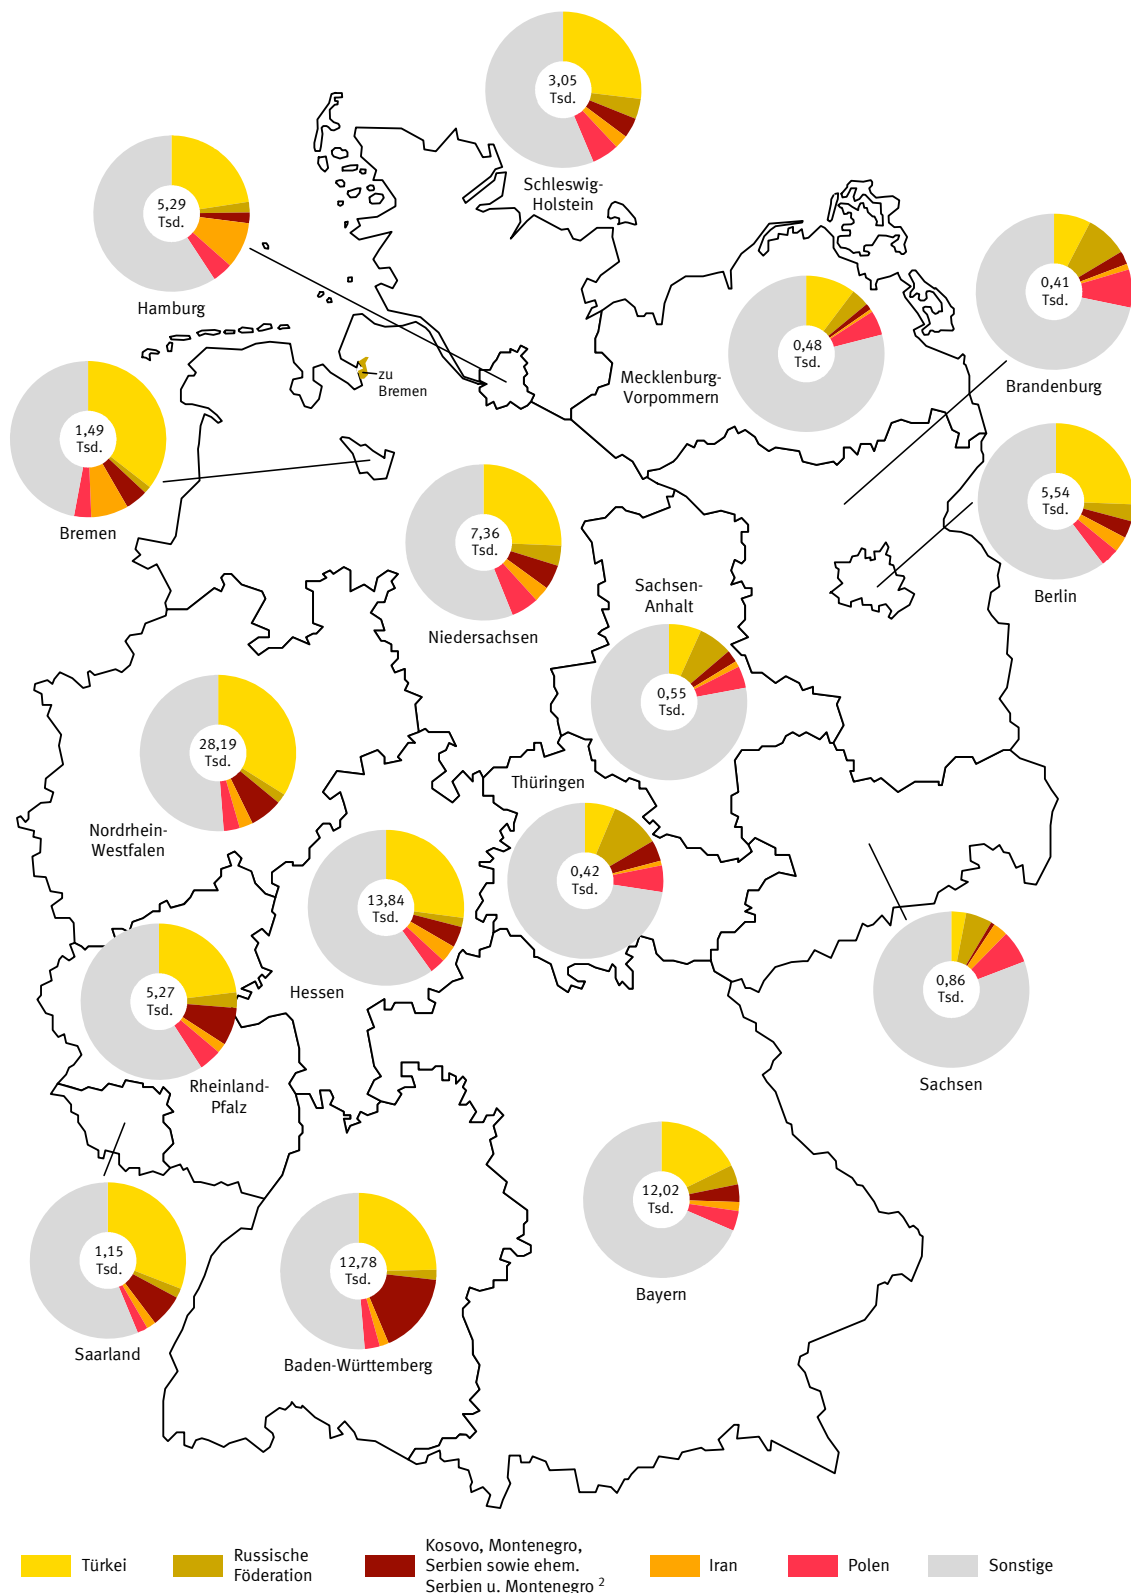 3,05
Tsd.
Schleswig-
Holstein
5,29
Tsd.
Hamburg
0,41
Tsd.
Brandenburg
0,48
Tsd.
Mecklenburg-
Vorpommern
zu
Bremen
1,49
Tsd.
Bremen
5,54
Tsd.
Berlin
7,36
Tsd.
Niedersachsen
Sachsen-
Anhalt
0,55
Tsd.
28,19
Tsd.
Nordrhein-
Westfalen
Thüringen
0,42
Tsd.
13,84
Tsd.
Hessen
5,27
Tsd.
Rheinland-
Pfalz
0,86
Tsd.
Sachsen
12,02
Tsd.
Bayern
1,15
Tsd.
Saarland
12,78
Tsd.
Baden-Württemberg
Türkei
Russische
Föderation
Kosovo, Montenegro,
Serbien sowie ehem.
Serbien u. Montenegro ²
Iran
Polen
Sonstige